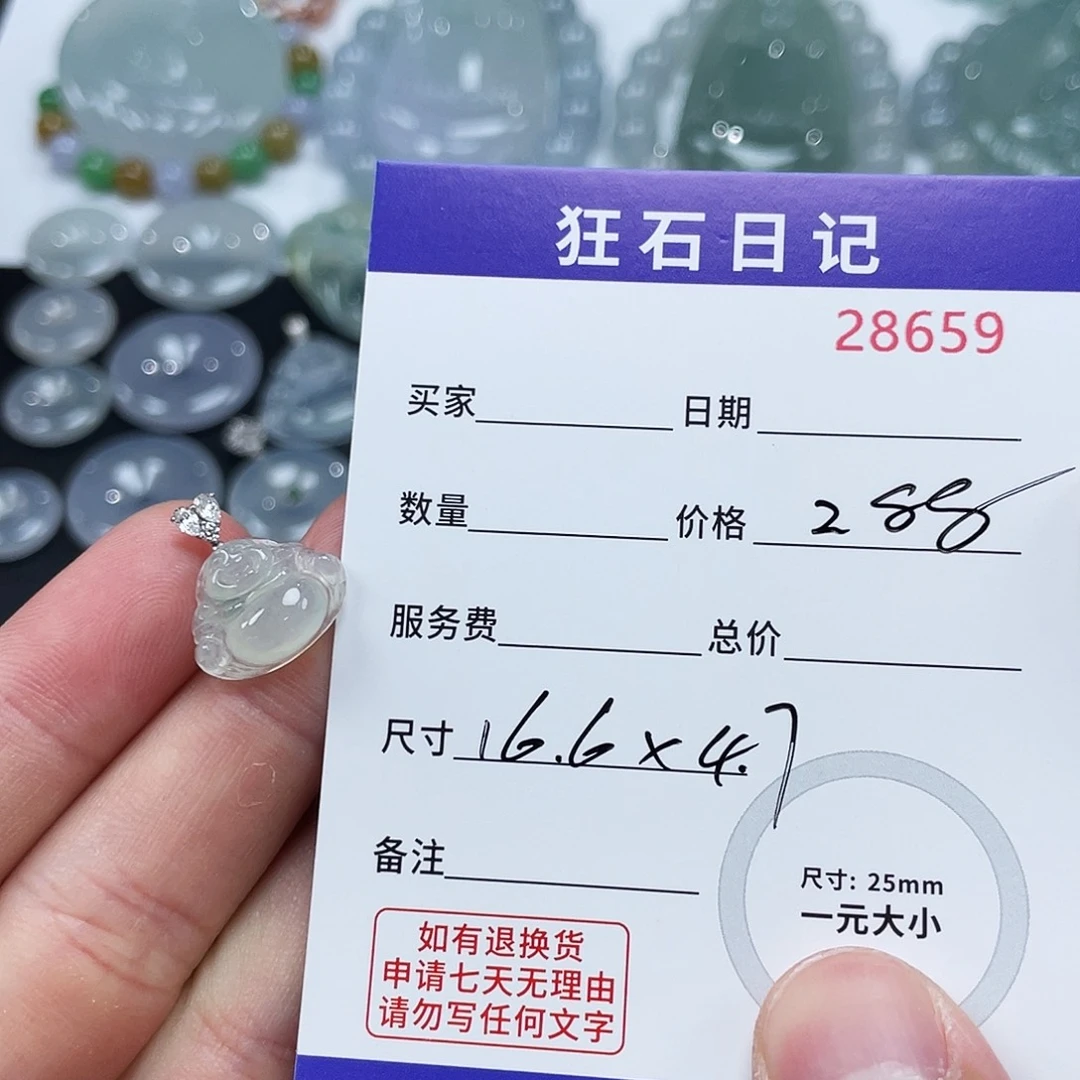 狂石日记
28659
买家 日期
数量 价格 288
服务费 总价
尺寸 16.6×4.7
备注
尺寸: 25mm
一元大小
如有退换货
申请七天无理由
请勿写任何文字